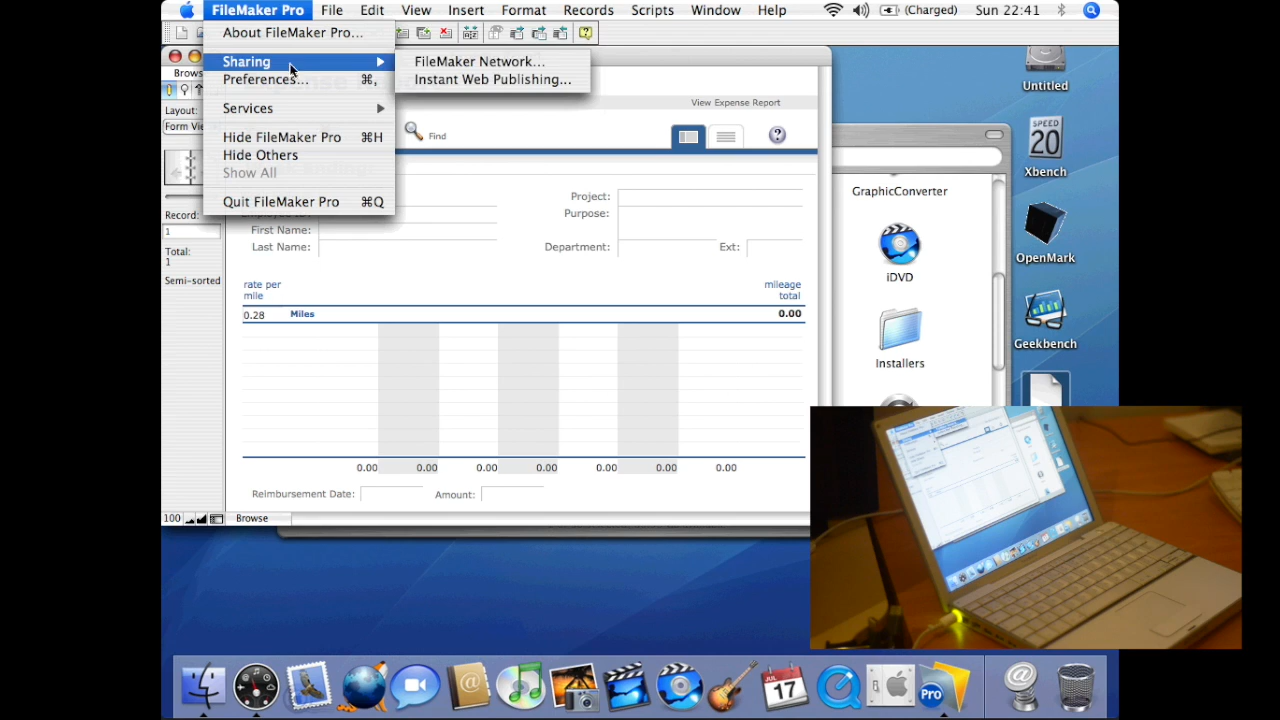 FileMaker Pro File Edit View Insert Format Records Scripts Window Help (Charged) Sun 22:41
About FileMaker Pro...
Sharing
Preferences... ⌘,
Services
Hide FileMaker Pro ⌘H
Hide Others
Show All
Quit FileMaker Pro ⌘Q
FileMaker Network...
Instant Web Publishing...
Brows
Layout:
Form Vie
Record:
1
Total:
1
Semi-sorted
View Expense Report
Find
?
Project:
Purpose:
First Name:
Last Name:
Department:
Ext:
rate per
mile
mileage
total
0.28 Miles 0.00
0.00 0.00 0.00 0.00 0.00 0.00 0.00
Reimbursement Date:
Amount:
100 Browse
GraphicConverter
iDVD
Installers
Untitled
SPEED
20
Xbench
OpenMark
Geekbench
JUL
17
Pro